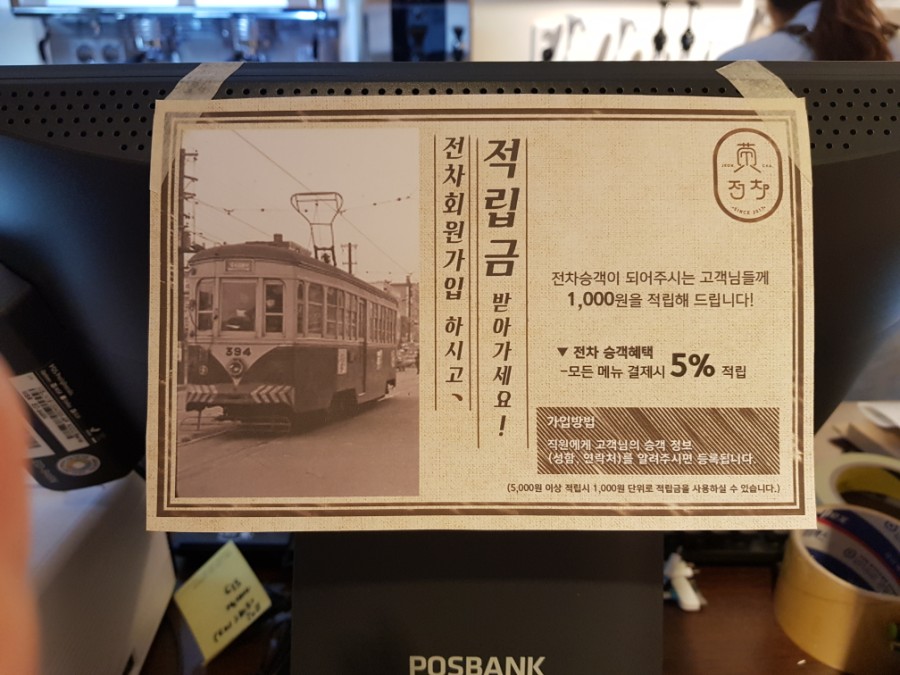 전차회원가입 하시고、
적립금 받아가세요!
전차
SINCE 2017
전차승객이 되어주시는 고객님들께
1,000원을 적립해 드립니다!
▼ 전차 승객혜택
-모든 메뉴 결제시 5% 적립
가입방법
직원에게 고객님의 승객 정보
(성함, 연락처)를 알려주시면 등록됩니다
(5,000원 이상 적립시 1,000원 단위로 적립금을 사용하실 수 있습니다.)
394
POSBANK